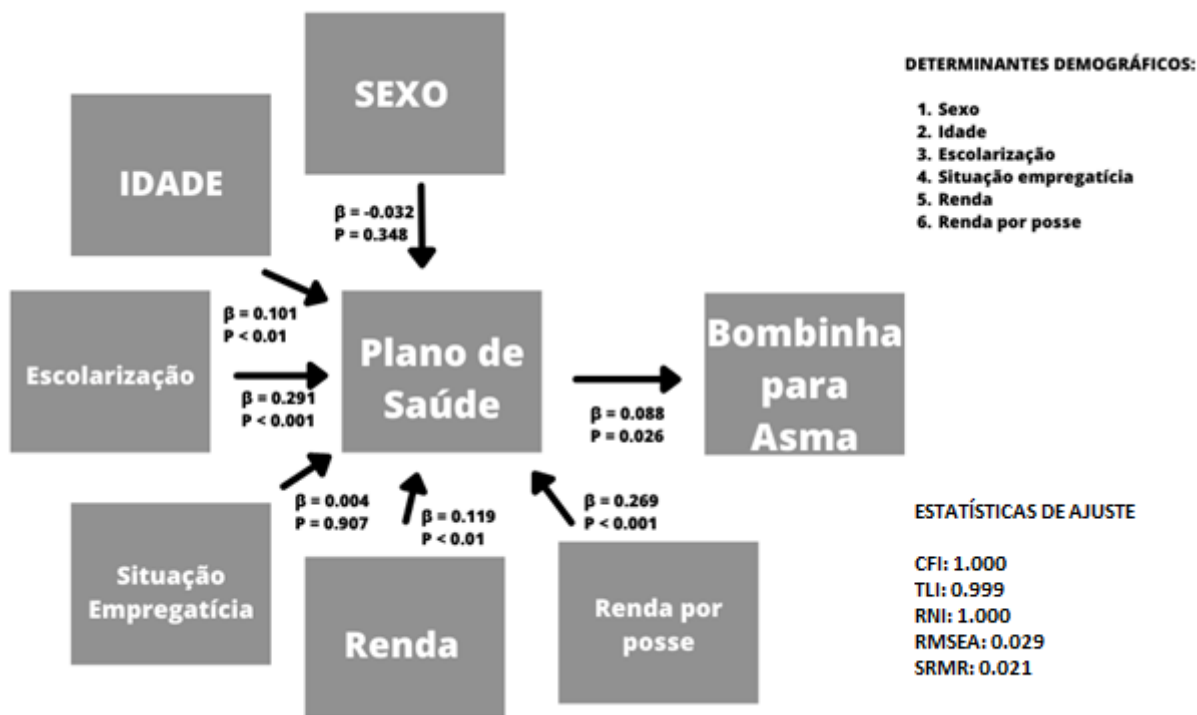 SEXO
IDADE
β = -0.032
P = 0.348
DETERMINANTES DEMOGRÁFICOS:
1. Sexo
2. Idade
3. Escolarização
4. Situação empregatícia
5. Renda
6. Renda por posse
β = 0.101
P < 0.01
Escolarização
β = 0.291
P < 0.001
Plano de
Saúde
β = 0.088
P = 0.026
Bombinha
para
Asma
β = 0.004
P = 0.907
β = 0.119
P < 0.01
β = 0.269
P < 0.001
Situação
Empregatícia
Renda
Renda por
posse
ESTATÍSTICAS DE AJUSTE
CFI: 1.000
TLI: 0.999
RNI: 1.000
RMSEA: 0.029
SRMR: 0.021